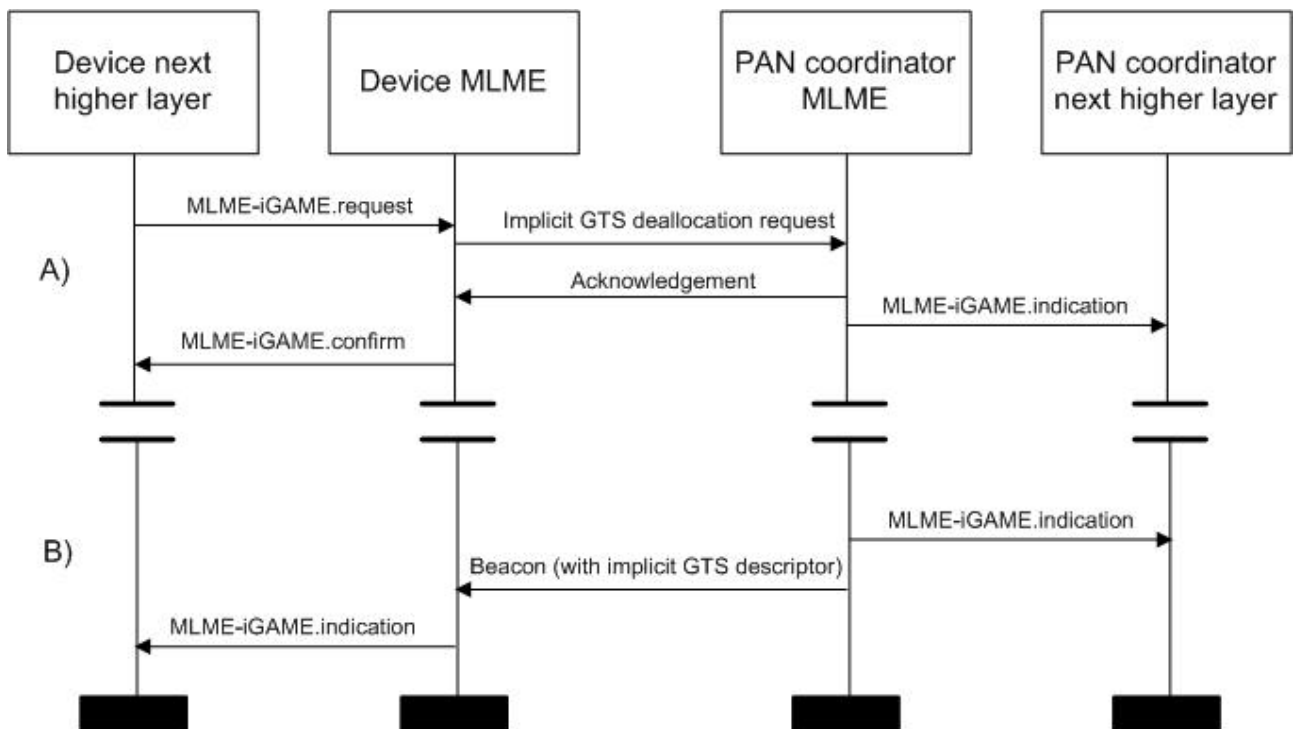 Device next
higher layer
Device MLME
PAN coordinator
MLME
PAN coordinator
next higher layer
MLME-iGAME.request
Implicit GTS deallocation request
A)
Acknowledgement
MLME-iGAME.indication
MLME-iGAME.confirm
MLME-iGAME.indication
B)
Beacon (with implicit GTS descriptor)
MLME-iGAME.indication